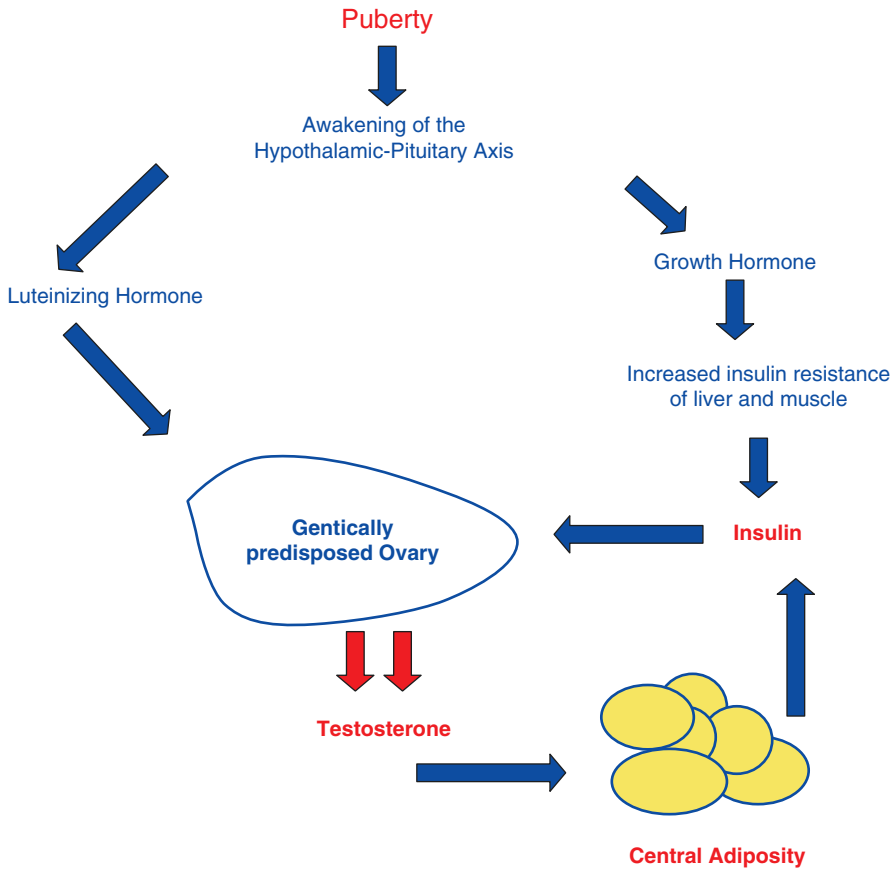 Puberty
Awakening of the
Hypothalamic-Pituitary Axis
Growth Hormone
Luteinizing Hormone
Increased insulin resistance
of liver and muscle
Gentically
predisposed Ovary
Insulin
Testosterone
Central Adiposity